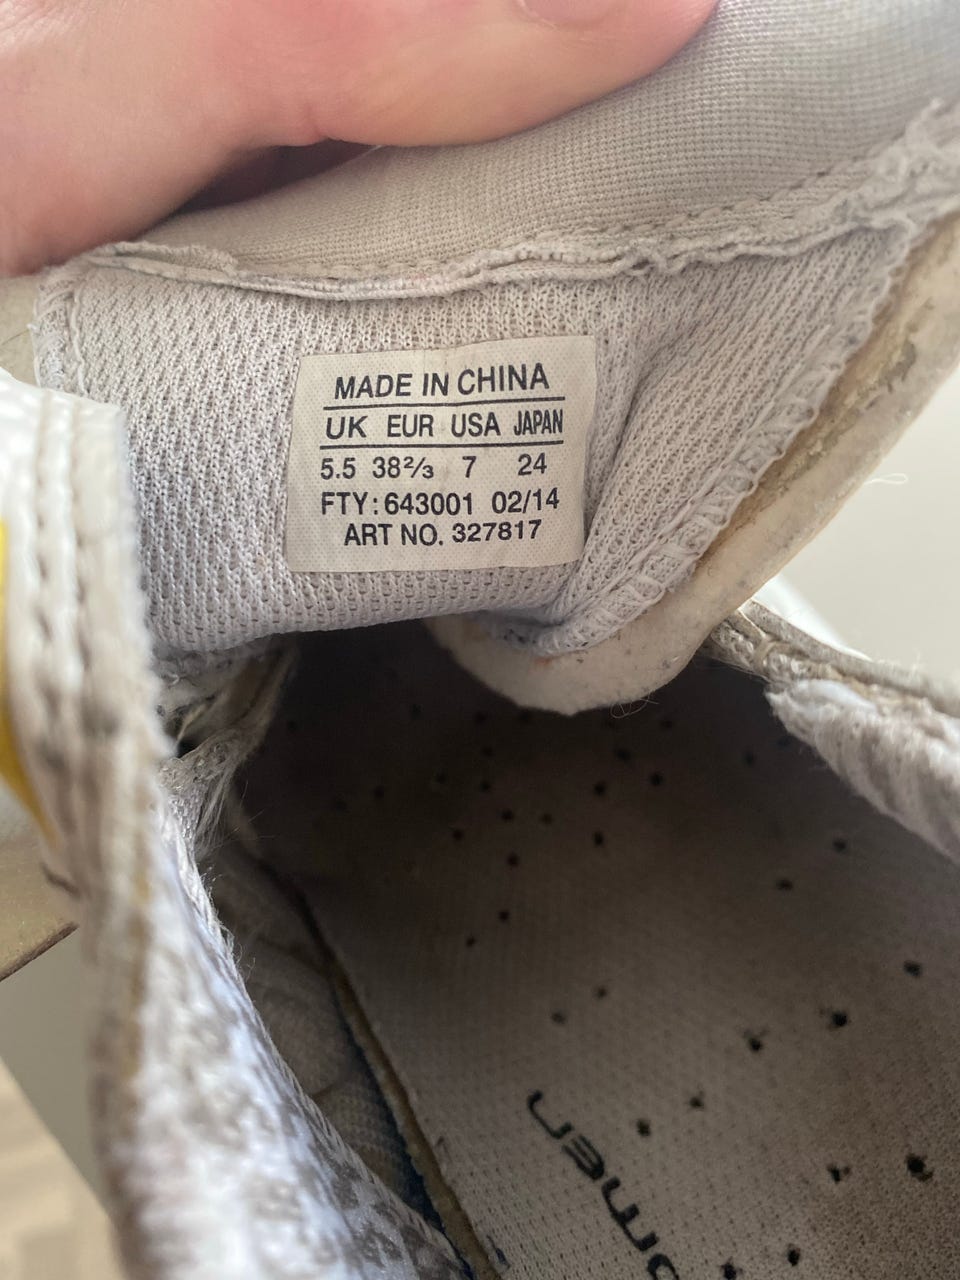 MADE IN CHINA
UK EUR USA JAPAN
5.5 38⅔ 7 24
FTY: 643001 02/14
ART NO. 327817